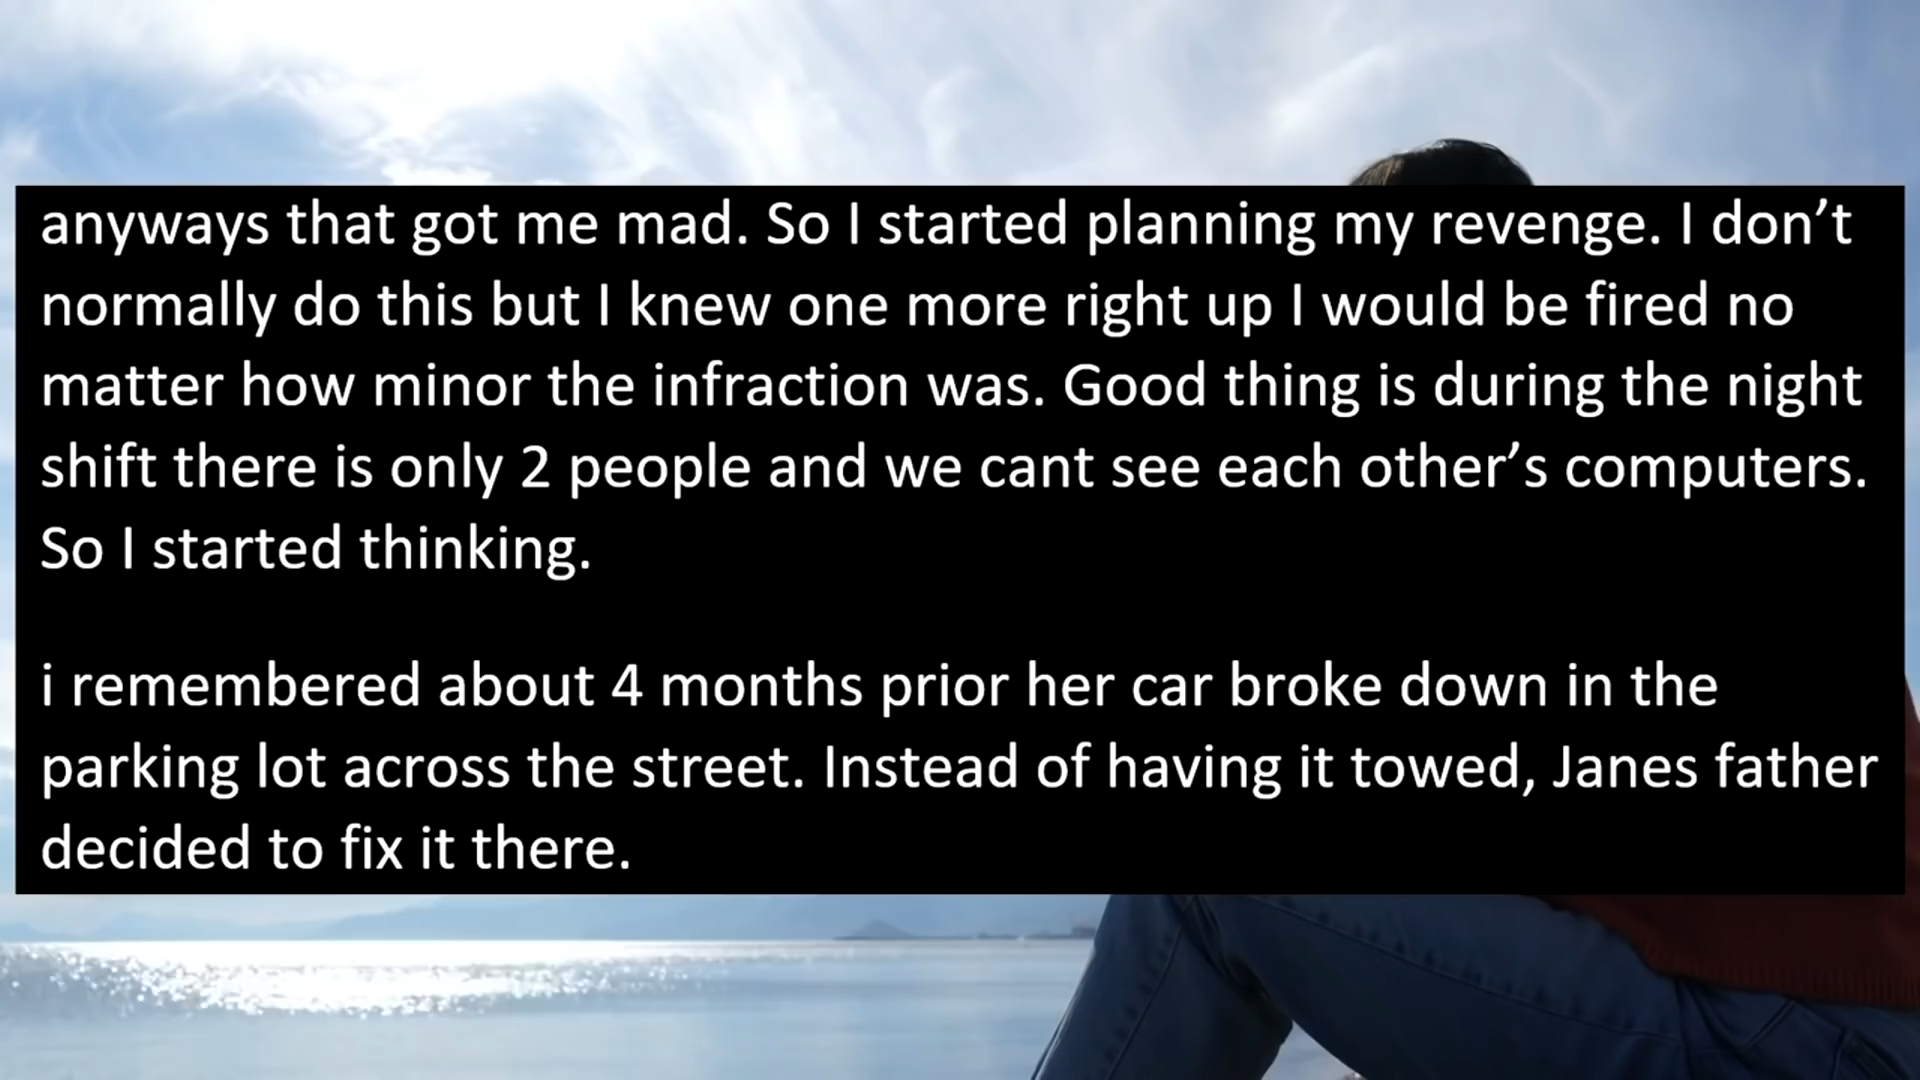 anyways that got me mad. So I started planning my revenge. I don’t
normally do this but I knew one more right up I would be fired no
matter how minor the infraction was. Good thing is during the night
shift there is only 2 people and we cant see each other’s computers.
So I started thinking.
i remembered about 4 months prior her car broke down in the
parking lot across the street. Instead of having it towed, Janes father
decided to fix it there.